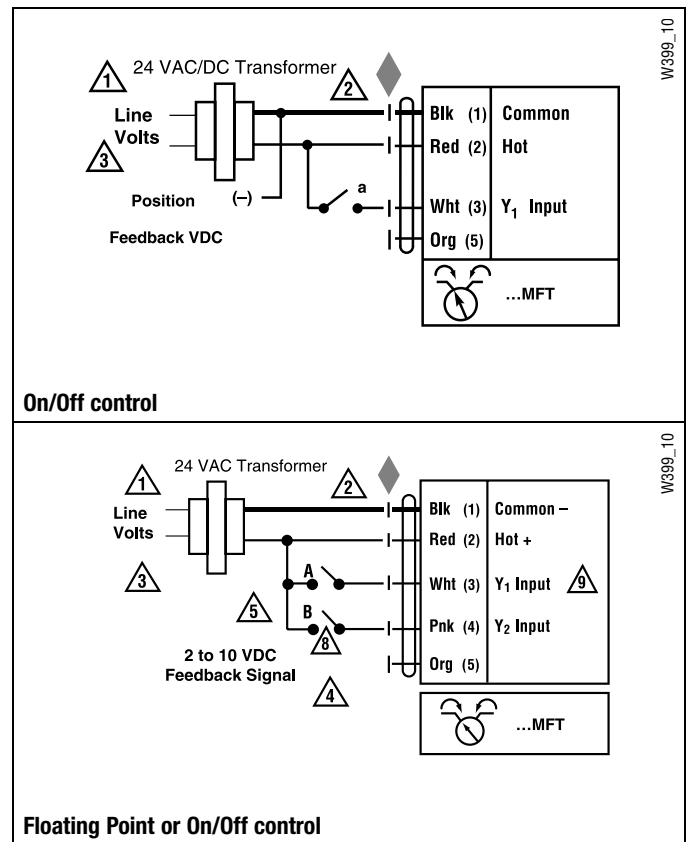 W399_10
24 VAC/DC Transformer
1
2
Line
Volts
3
Blk (1) Common
Red (2) Hot
Position (–)
a
Wht (3) Y1 Input
Feedback VDC
Org (5)
...MFT
On/Off control
W399_10
24 VAC Transformer
1
2
Line
Volts
3
Blk (1) Common –
Red (2) Hot +
A
Wht (3) Y1 Input
9
5
B
8
Pnk (4) Y2 Input
2 to 10 VDC
Feedback Signal
Org (5)
4
...MFT
Floating Point or On/Off control